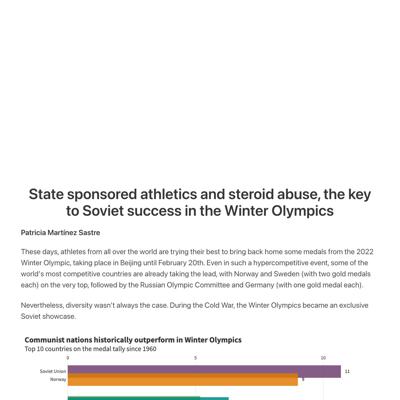 State sponsored athletics and steroid abuse, the key
to Soviet success in the Winter Olympics
Patricia Martínez Sastre
These days, athletes from all over the world are trying their best to bring back home some medals from the 2022
Winter Olympic, taking place in Beijing until February 20th. Even in such a hypercompetitive event, some of the
world's most competitive countries are already taking the lead, with Norway and Sweden (with two gold medals
each) on the very top, followed by the Russian Olympic Committee and Germany (with one gold medal each).
Nevertheless, diversity wasn't always the case. During the Cold War, the Winter Olympics became an exclusive
Soviet showcase.
Communist nations historically outperform in Winter Olympics
Top 10 countries on the medal tally since 1960
0 5 10
Soviet Union 11
Norway 9